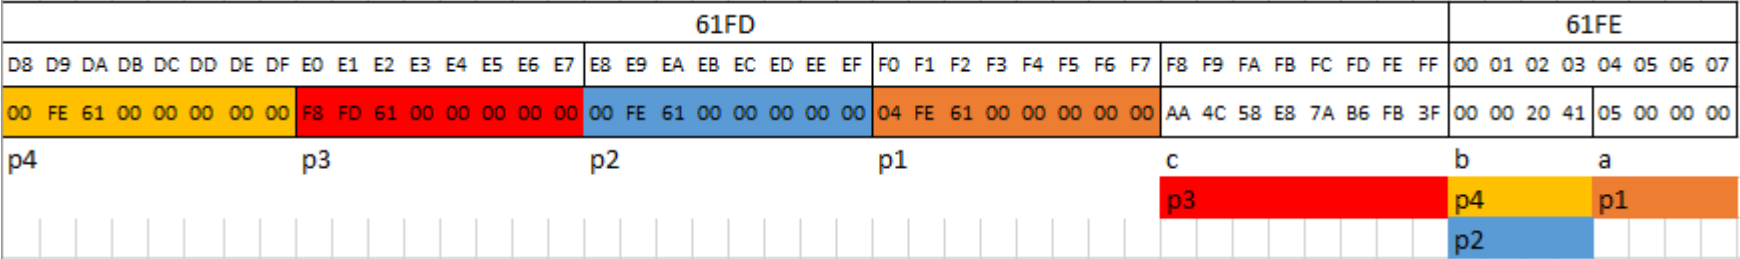 61FD 61FE
D8 D9 DA DB DC DD DE DF E0 E1 E2 E3 E4 E5 E6 E7 E8 E9 EA EB EC ED EE EF F0 F1 F2 F3 F4 F5 F6 F7 F8 F9 FA FB FC FD FE FF 00 01 02 03 04 05 06 07
00 FE 61 00 00 00 00 00 F8 FD 61 00 00 00 00 00 00 FE 61 00 00 00 00 00 04 FE 61 00 00 00 00 00 AA 4C 58 E8 7A B6 FB 3F 00 00 20 41 05 00 00 00
p4 p3 p2 p1 c b a
p3 p4 p1
p2